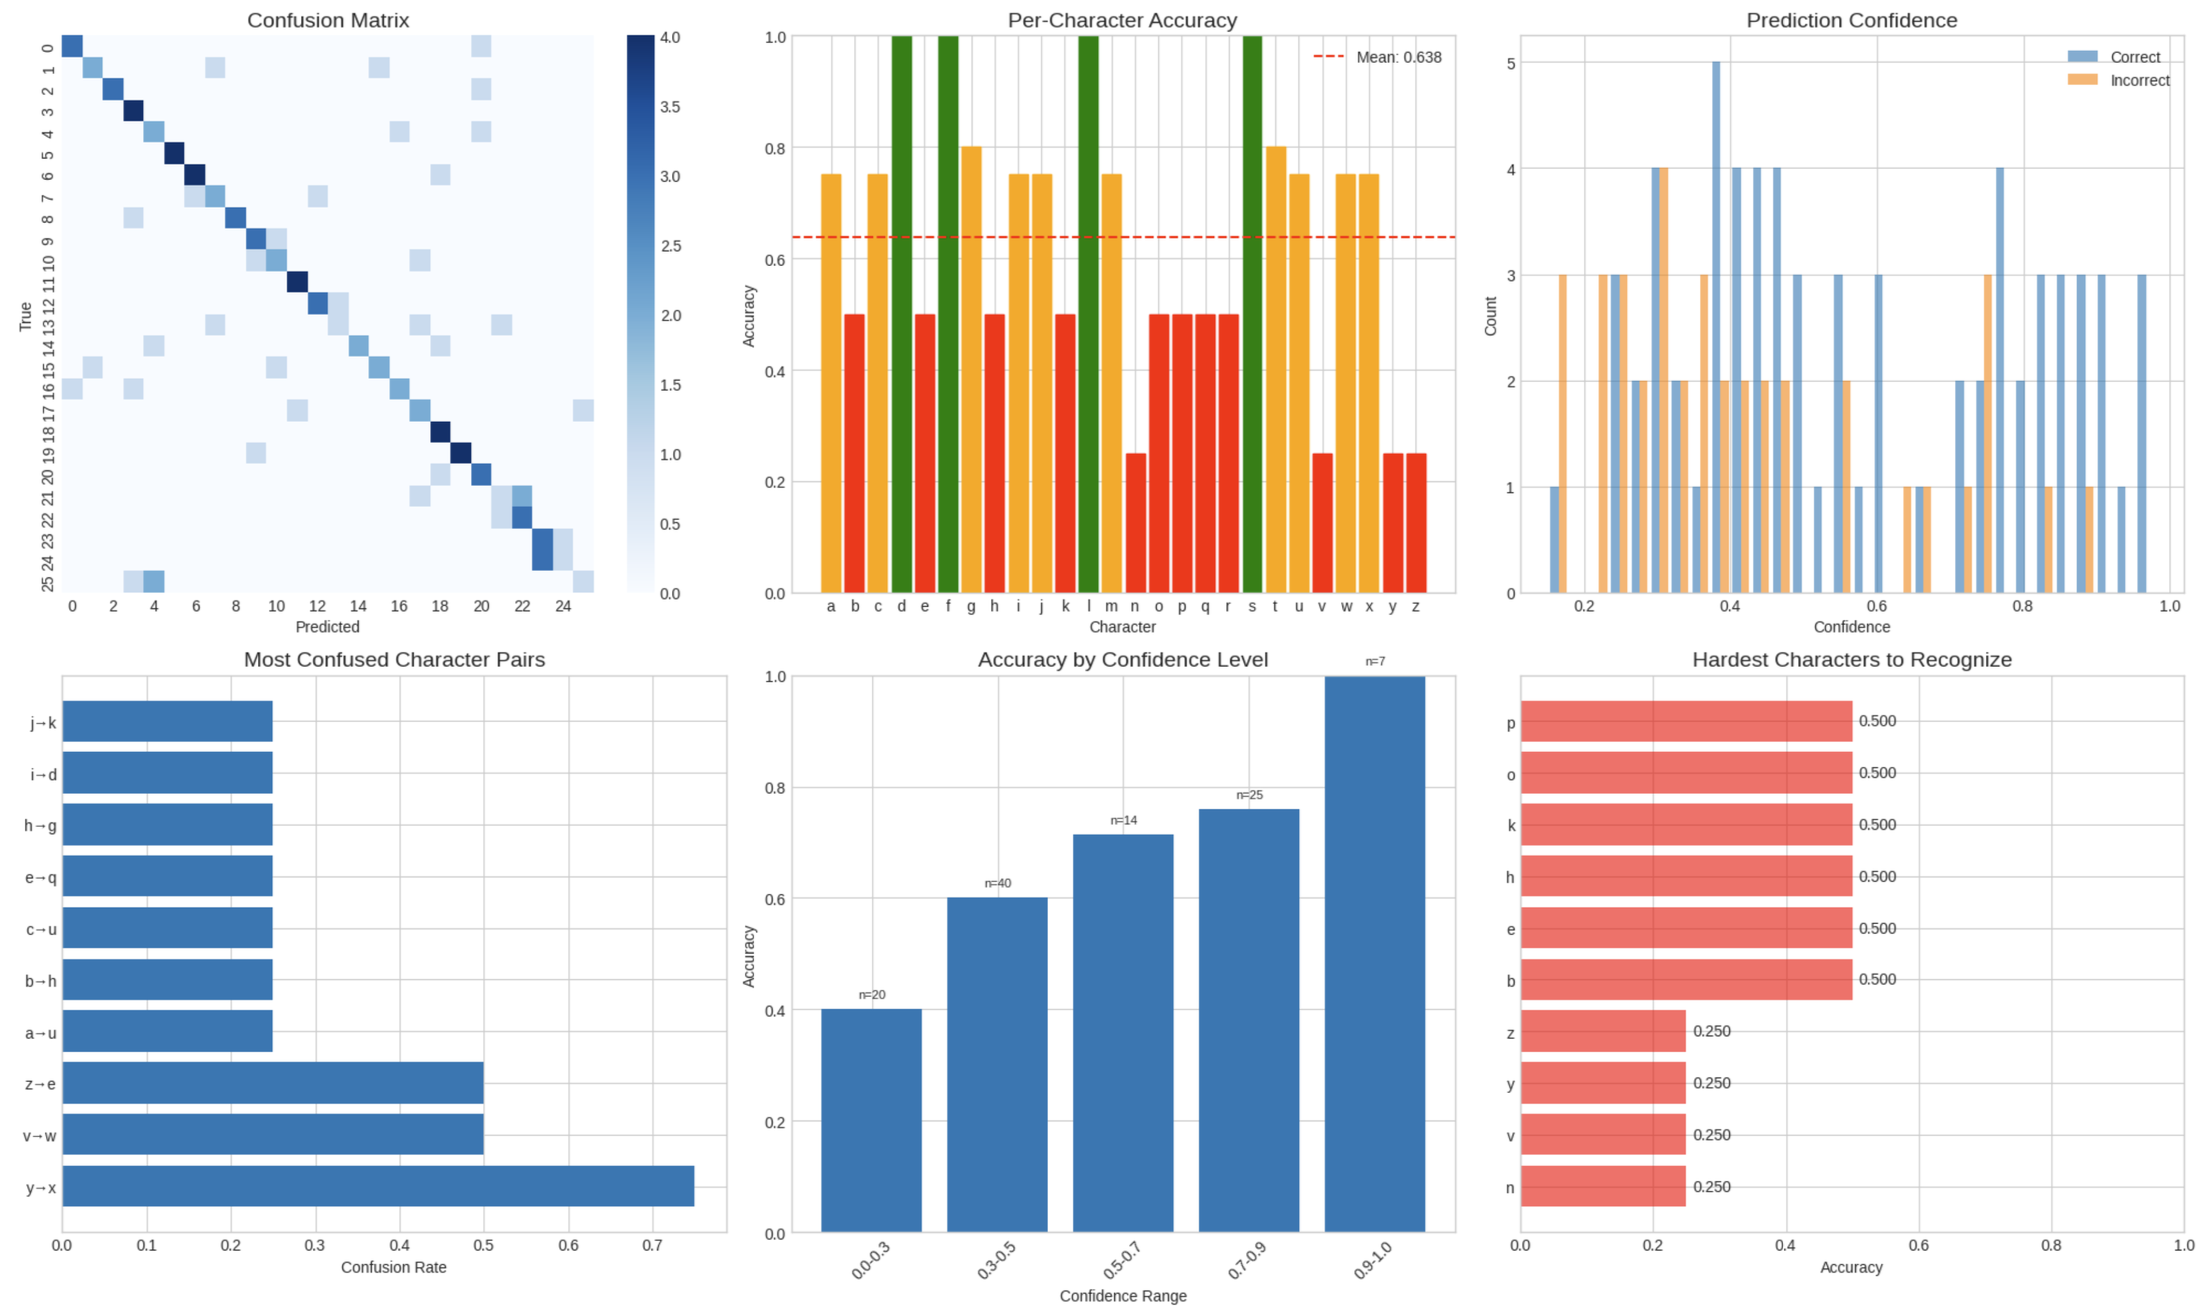 Confusion Matrix
True
0
1
2
3
4
5
6
7
8
9
10
11
12
13
14
15
16
17
18
19
20
21
22
23
24
25
0 2 4 6 8 10 12 14 16 18 20 22 24
Predicted
4.0
3.5
3.0
2.5
2.0
1.5
1.0
0.5
0.0
Per-Character Accuracy
Mean: 0.638
Accuracy
1.0
0.8
0.6
0.4
0.2
0.0
a b c d e f g h i j k l m n o p q r s t u v w x y z
Character
Prediction Confidence
Correct
Incorrect
Count
5
4
3
2
1
0
0.2 0.4 0.6 0.8 1.0
Confidence
Most Confused Character Pairs
j→k
i→d
h→g
e→q
c→u
b→h
a→u
z→e
v→w
y→x
0.0 0.1 0.2 0.3 0.4 0.5 0.6 0.7
Confusion Rate
Accuracy by Confidence Level
Accuracy
1.0
0.8
0.6
0.4
0.2
0.0
n=20
n=40
n=14
n=25
n=7
0.0-0.3 0.3-0.5 0.5-0.7 0.7-0.9 0.9-1.0
Confidence Range
Hardest Characters to Recognize
p 0.500
o 0.500
k 0.500
h 0.500
e 0.500
b 0.500
z 0.250
y 0.250
v 0.250
n 0.250
0.0 0.2 0.4 0.6 0.8 1.0
Accuracy